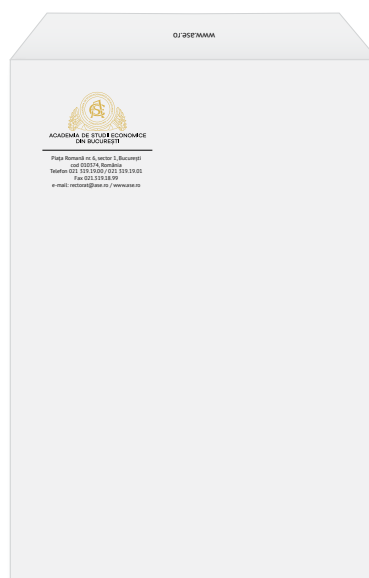 www.ase.ro
ACADEMIA DE STUDII ECONOMICE
DIN BUCUREȘTI
Piața Romană nr. 6, sector 1, București
cod 010374, România
Telefon 021 319.19.00 / 021 319.19.01
Fax 021.319.18.99
e-mail: rectorat@ase.ro / www.ase.ro